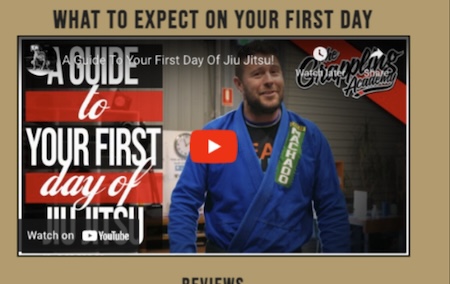 WHAT TO EXPECT ON YOUR FIRST DAY
A Guide To Your First Day Of Jiu Jitsu!
Watch later
Share
The
Grappling
Academy
A GUIDE
to
YOUR FIRST
day of
JIU JITSU
MACHADO
Watch on YouTube
REVIEWS